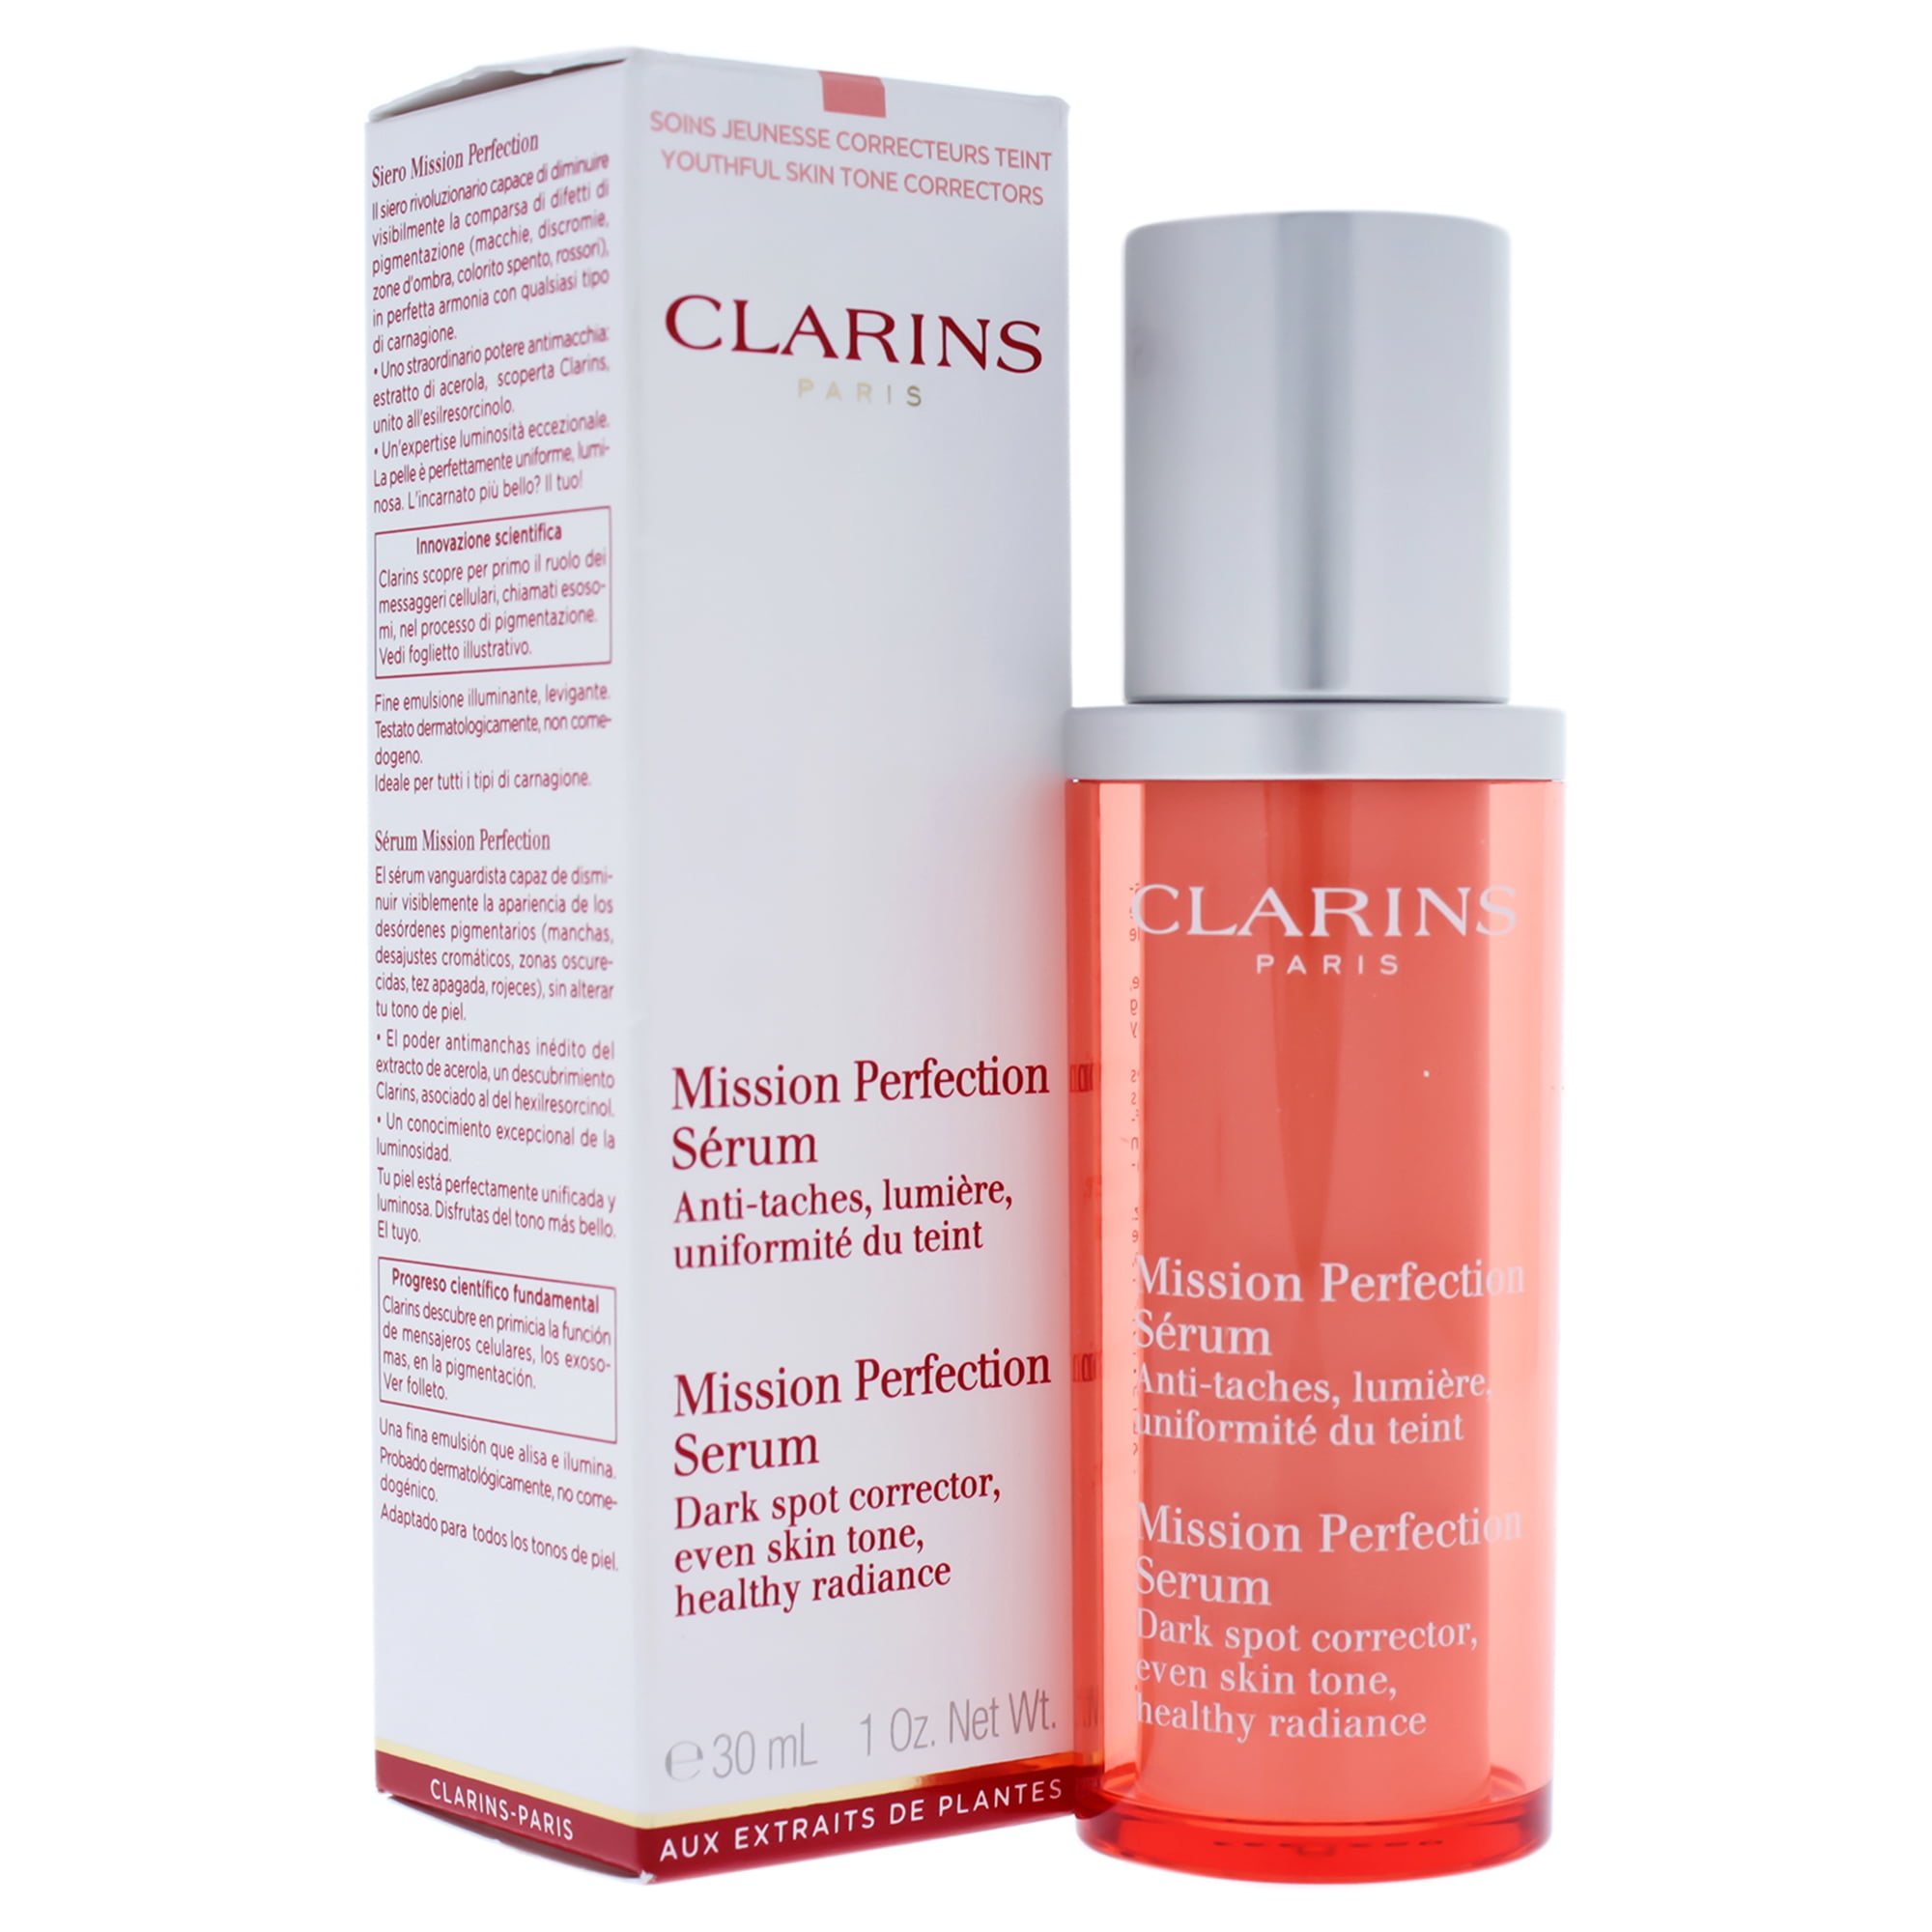 Siero Mission Perfection
Il siero rivoluzionario capace di diminuire
visibilmente la comparsa di difetti di
pigmentazione (macchie, discromie,
zone d'ombra, colorito spento, rossori),
in perfetta armonia con qualsiasi tipo
di carnagione.
• Uno straordinario potere antimacchia:
estratto di acerola, scoperta Clarins,
unito all'esilresorcinolo.
• Un'expertise luminosità eccezionale.
La pelle è perfettamente uniforme, lumi-
nosa. L'incarnato più bello? Il tuo!
Innovazione scientifica
Clarins scopre per primo il ruolo dei
messaggeri cellulari, chiamati esoso-
mi, nel processo di pigmentazione.
Vedi foglietto illustrativo.
Fine emulsione illuminante, levigante.
Testato dermatologicamente, non come-
dogeno.
Ideale per tutti i tipi di carnagione.
Sérum Mission Perfection
El sérum vanguardista capaz de dismi-
nuir visiblemente la apariencia de los
desórdenes pigmentarios (manchas,
desajustes cromáticos, zonas oscure-
cidas, tez apagada, rojeces), sin alterar
tu tono de piel.
• El poder antimanchas inédito del
extracto de acerola, un descubrimiento
Clarins, asociado al del hexilresorcinol.
• Un conocimiento excepcional de la
luminosidad.
Tu piel está perfectamente unificada y
luminosa. Disfrutas del tono más bello.
El tuyo.
Progreso científico fundamental
Clarins descubre en primicia la función
de mensajeros celulares, los exoso-
mas, en la pigmentación.
Ver folleto.
Una fina emulsión que alisa e ilumina.
Probado dermatológicamente, no come-
dogénico.
Adaptado para todos los tonos de piel.
CLARINS-PARIS
SOINS JEUNESSE CORRECTEURS TEINT
YOUTHFUL SKIN TONE CORRECTORS
CLARINS
PARIS
Mission Perfection
Sérum
Anti-taches, lumière,
uniformité du teint
Mission Perfection
Serum
Dark spot corrector,
even skin tone,
healthy radiance
℮ 30 mL 1 Oz. Net Wt.
AUX EXTRAITS DE PLANTES
CLARINS
PARIS
Mission Perfection
Sérum
Anti-taches, lumière,
uniformité du teint
Mission Perfection
Serum
Dark spot corrector,
even skin tone,
healthy radiance